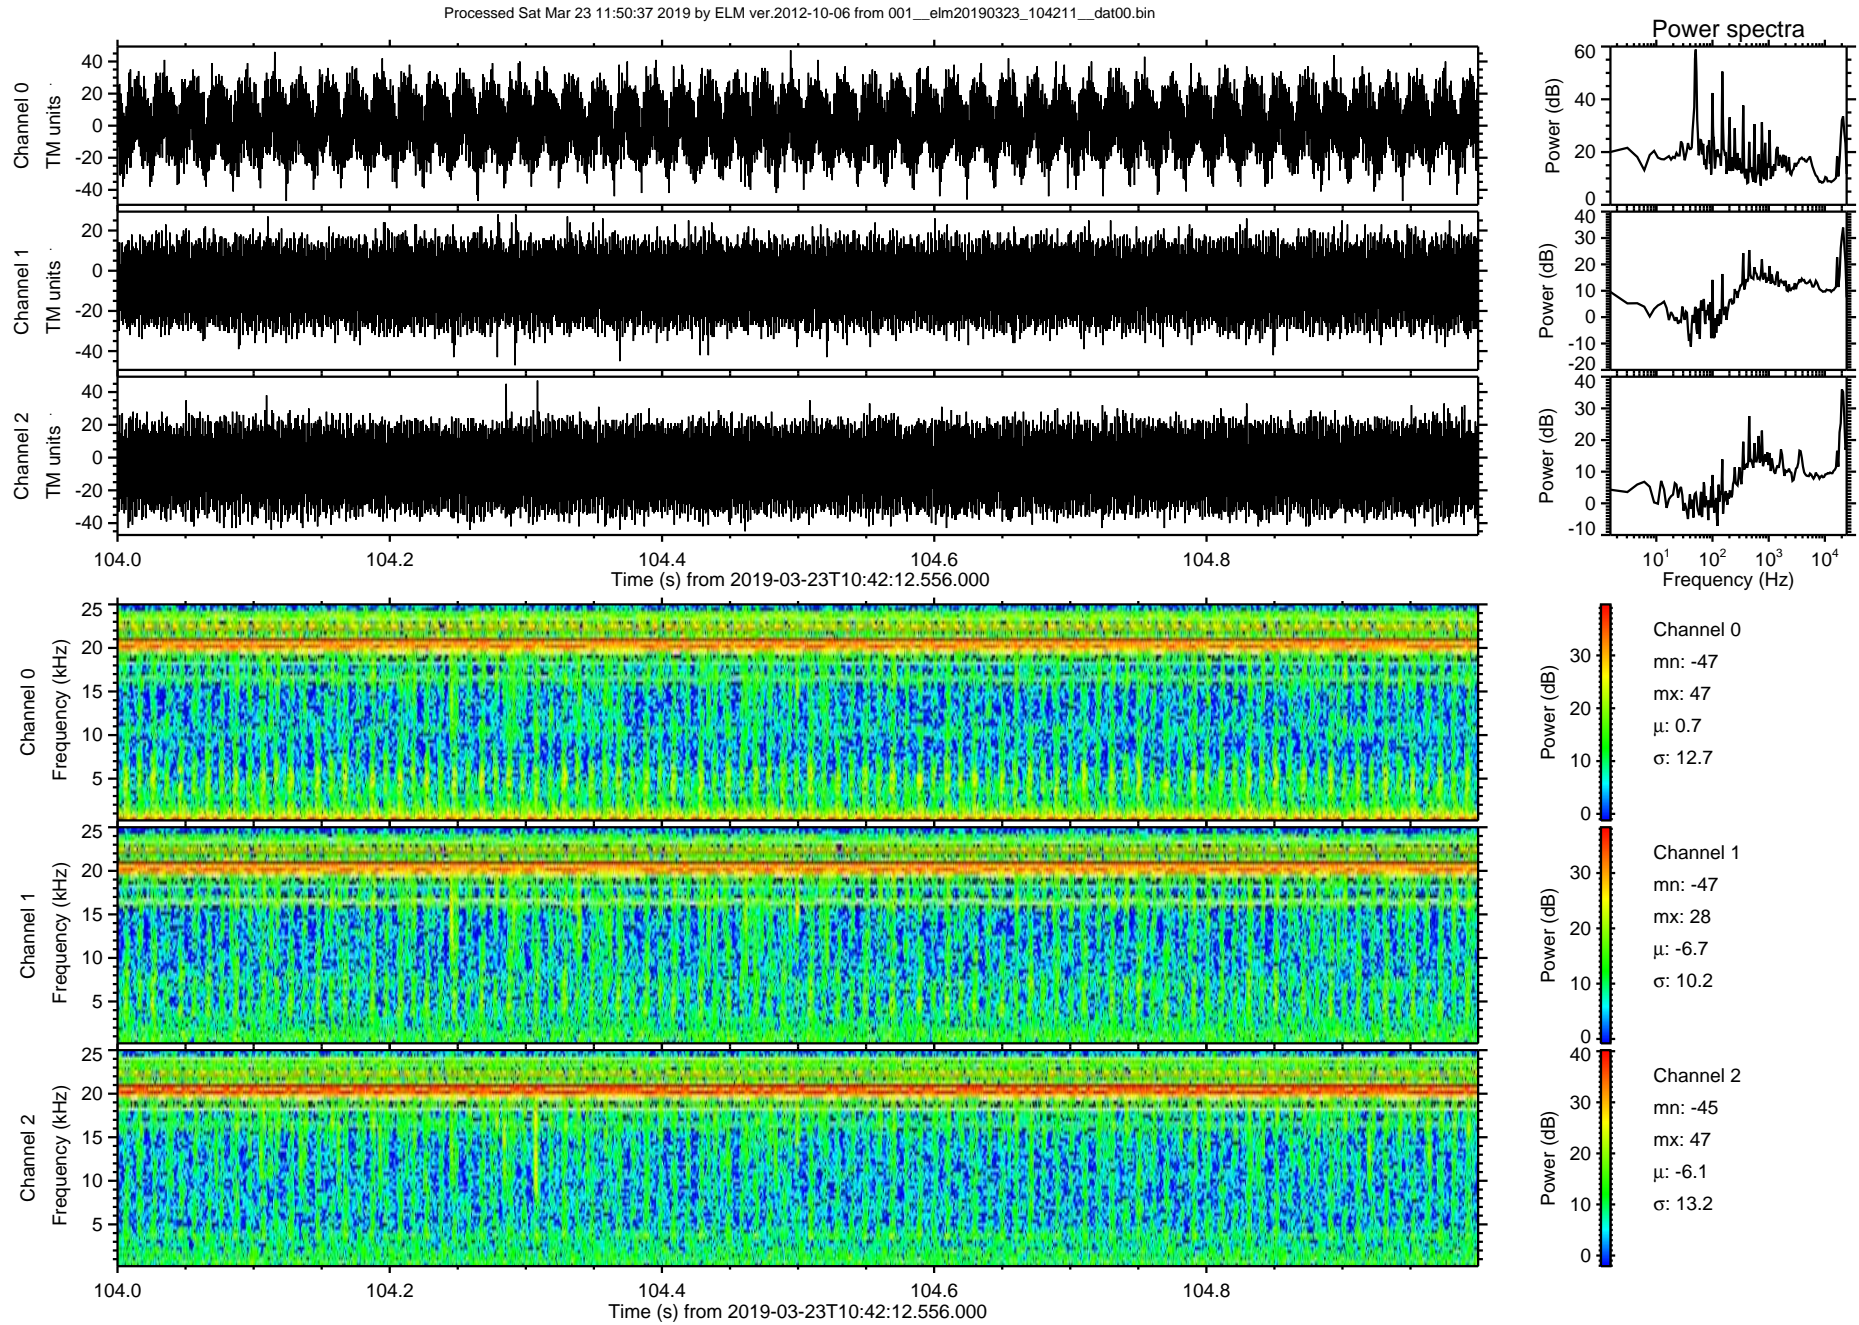 Processed Sat Mar 23 11:50:37 2019 by ELM ver.2012-10-06 from 001__elm20190323_104211__dat00.bin
Power spectra
Channel 0
TM units
40
20
0
-20
-40
Power (dB)
60
40
20
0
Channel 1
TM units
20
0
-20
-40
Power (dB)
40
30
20
10
0
-10
-20
Channel 2
TM units
40
20
0
-20
-40
Power (dB)
40
30
20
10
0
-10
104.0 104.2 104.4 104.6 104.8
Time (s) from 2019-03-23T10:42:12.556.000
10^1 10^2 10^3 10^4
Frequency (Hz)
Channel 0
Frequency (kHz)
25
20
15
10
5
Power (dB)
30
20
10
0
Channel 0
mn: -47
mx: 47
μ: 0.7
σ: 12.7
Channel 1
Frequency (kHz)
25
20
15
10
5
Power (dB)
30
20
10
0
Channel 1
mn: -47
mx: 28
μ: -6.7
σ: 10.2
Channel 2
Frequency (kHz)
25
20
15
10
5
Power (dB)
40
30
20
10
0
Channel 2
mn: -45
mx: 47
μ: -6.1
σ: 13.2
104.0 104.2 104.4 104.6 104.8
Time (s) from 2019-03-23T10:42:12.556.000